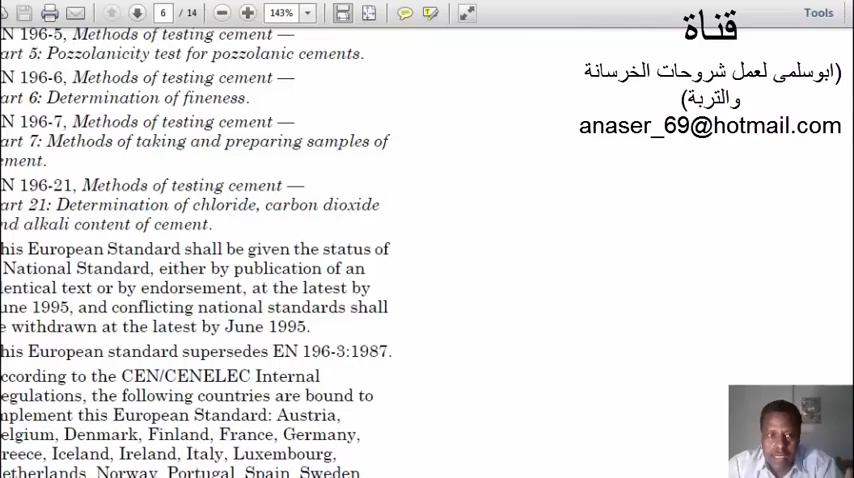 6 / 14
143%
Tools
N 196-5, Methods of testing cement —
art 5: Pozzolanicity test for pozzolanic cements.
N 196-6, Methods of testing cement —
art 6: Determination of fineness.
N 196-7, Methods of testing cement —
art 7: Methods of taking and preparing samples of
ement.
N 196-21, Methods of testing cement —
art 21: Determination of chloride, carbon dioxide
nd alkali content of cement.
his European Standard shall be given the status of
National Standard, either by publication of an
lentical text or by endorsement, at the latest by
une 1995, and conflicting national standards shall
e withdrawn at the latest by June 1995.
his European standard supersedes EN 196-3:1987.
ccording to the CEN/CENELEC Internal
egulations, the following countries are bound to
nplement this European Standard: Austria,
elgium, Denmark, Finland, France, Germany,
reece, Iceland, Ireland, Italy, Luxembourg,
etherlands, Norway, Portugal, Spain, Sweden
قناة
(ابوسلمى لعمل شروحات الخرسانة
والتربة)
anaser_69@hotmail.com